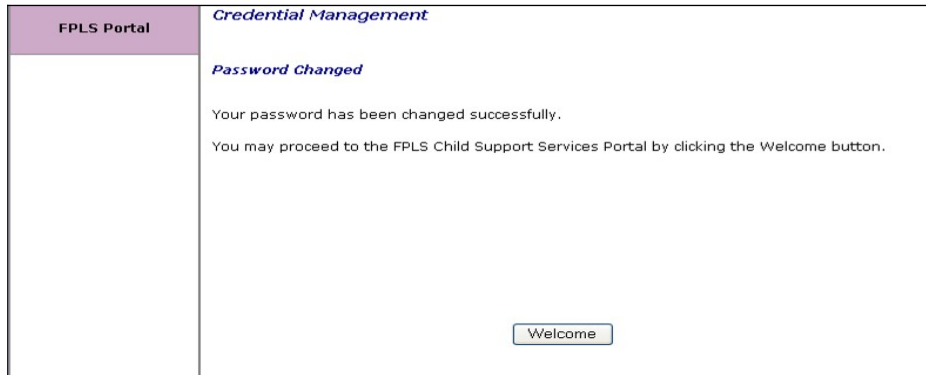 FPLS Portal
Credential Management
Password Changed
Your password has been changed successfully.
You may proceed to the FPLS Child Support Services Portal by clicking the Welcome button.
Welcome